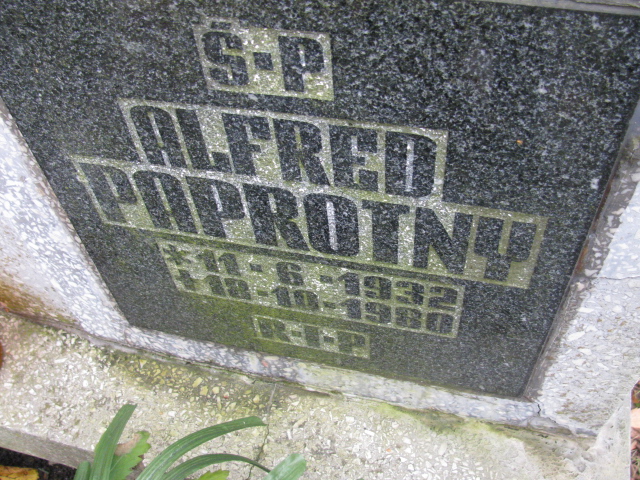 S-P
ALFRED
PAPROTNY
* 11-6-1932
† 18-10-1980
R-I-P